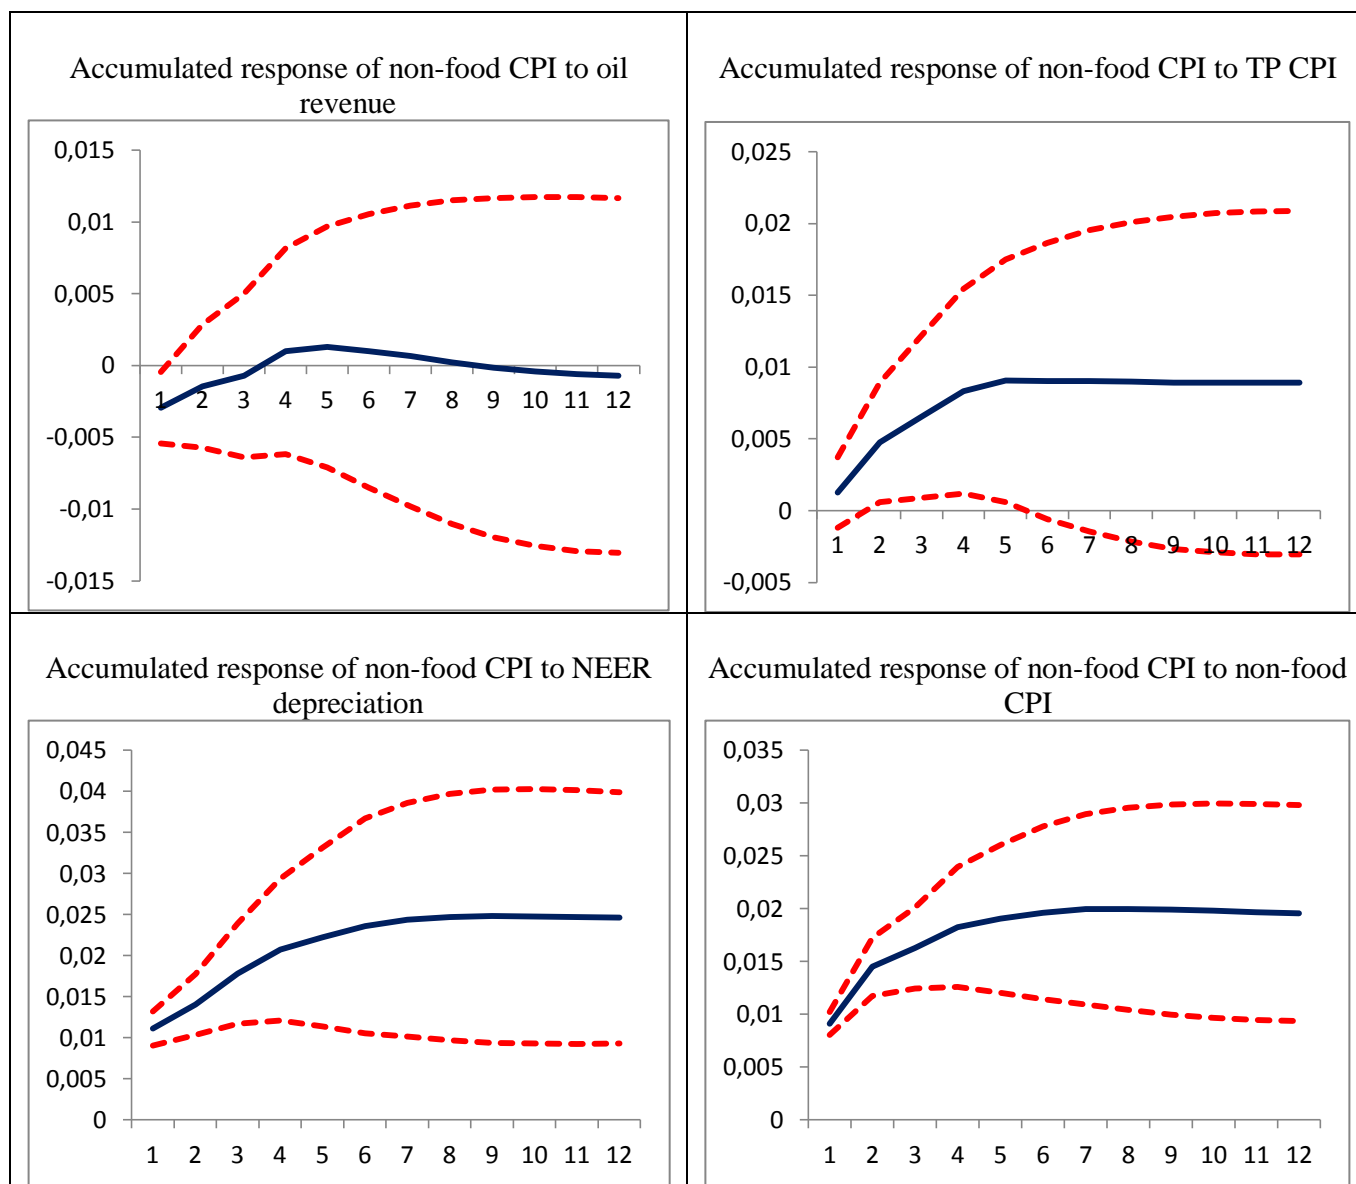 Accumulated response of non-food CPI to oil
revenue
0,015
0,01
0,005
0
-0,005
-0,01
-0,015
1 2 3 4 5 6 7 8 9 10 11 12
Accumulated response of non-food CPI to TP CPI
0,025
0,02
0,015
0,01
0,005
0
-0,005
1 2 3 4 5 6 7 8 9 10 11 12
Accumulated response of non-food CPI to NEER
depreciation
0,045
0,04
0,035
0,03
0,025
0,02
0,015
0,01
0,005
0
1 2 3 4 5 6 7 8 9 10 11 12
Accumulated response of non-food CPI to non-food
CPI
0,035
0,03
0,025
0,02
0,015
0,01
0,005
0
1 2 3 4 5 6 7 8 9 10 11 12